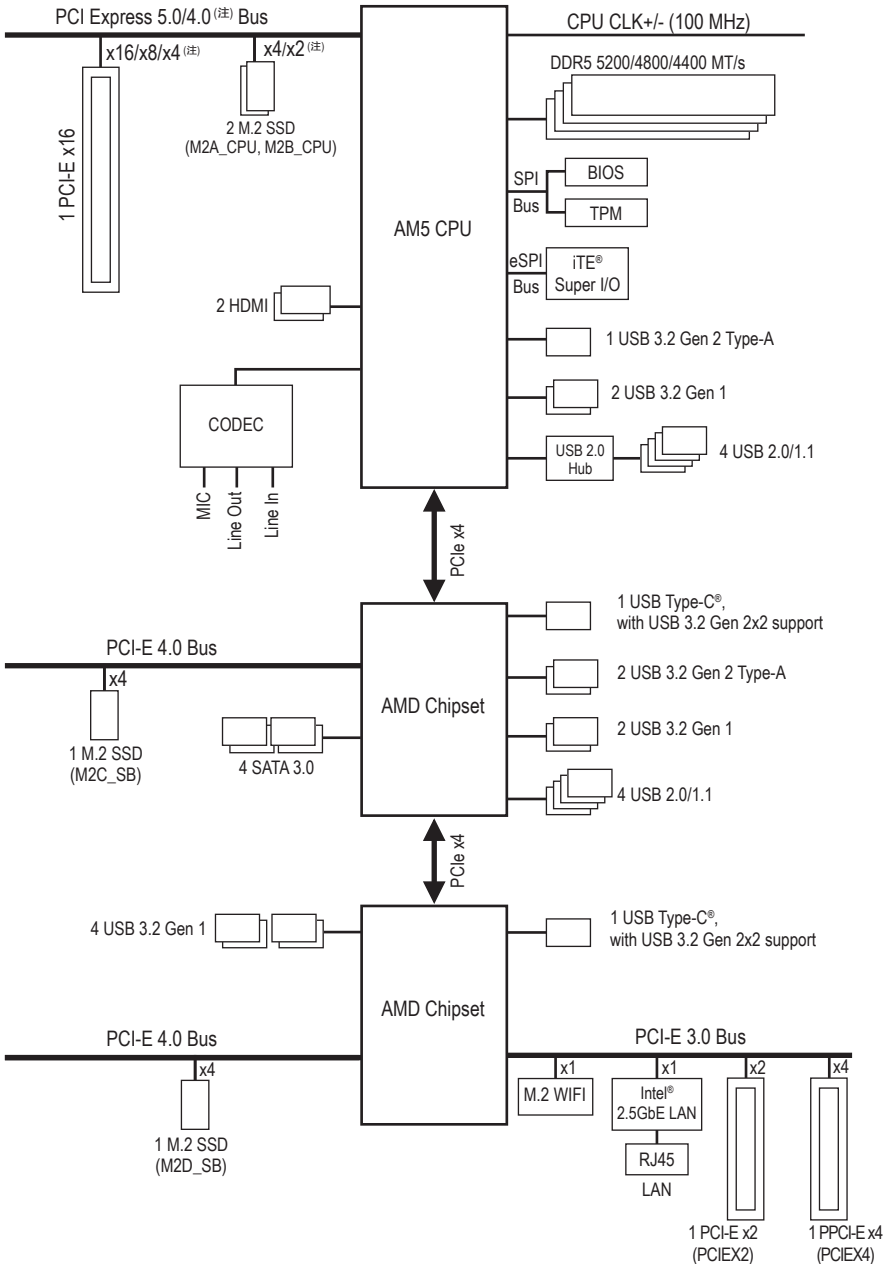 PCI Express 5.0/4.0 (注) Bus
x16/x8/x4 (注)
x4/x2 (注)
1 PCI-E x16
2 M.2 SSD
(M2A_CPU, M2B_CPU)
CPU CLK+/- (100 MHz)
DDR5 5200/4800/4400 MT/s
AM5 CPU
SPI
Bus
BIOS
TPM
eSPI
Bus
iTE®
Super I/O
2 HDMI
1 USB 3.2 Gen 2 Type-A
2 USB 3.2 Gen 1
CODEC
USB 2.0
Hub
4 USB 2.0/1.1
MIC
Line Out
Line In
PCIe x4
PCI-E 4.0 Bus
x4
1 M.2 SSD
(M2C_SB)
4 SATA 3.0
AMD Chipset
1 USB Type-C®,
with USB 3.2 Gen 2x2 support
2 USB 3.2 Gen 2 Type-A
2 USB 3.2 Gen 1
4 USB 2.0/1.1
PCIe x4
4 USB 3.2 Gen 1
AMD Chipset
1 USB Type-C®,
with USB 3.2 Gen 2x2 support
PCI-E 4.0 Bus
x4
1 M.2 SSD
(M2D_SB)
PCI-E 3.0 Bus
x1
x1
x2
x4
M.2 WIFI
Intel®
2.5GbE LAN
RJ45
LAN
1 PCI-E x2
(PCIEX2)
1 PPCI-E x4
(PCIEX4)